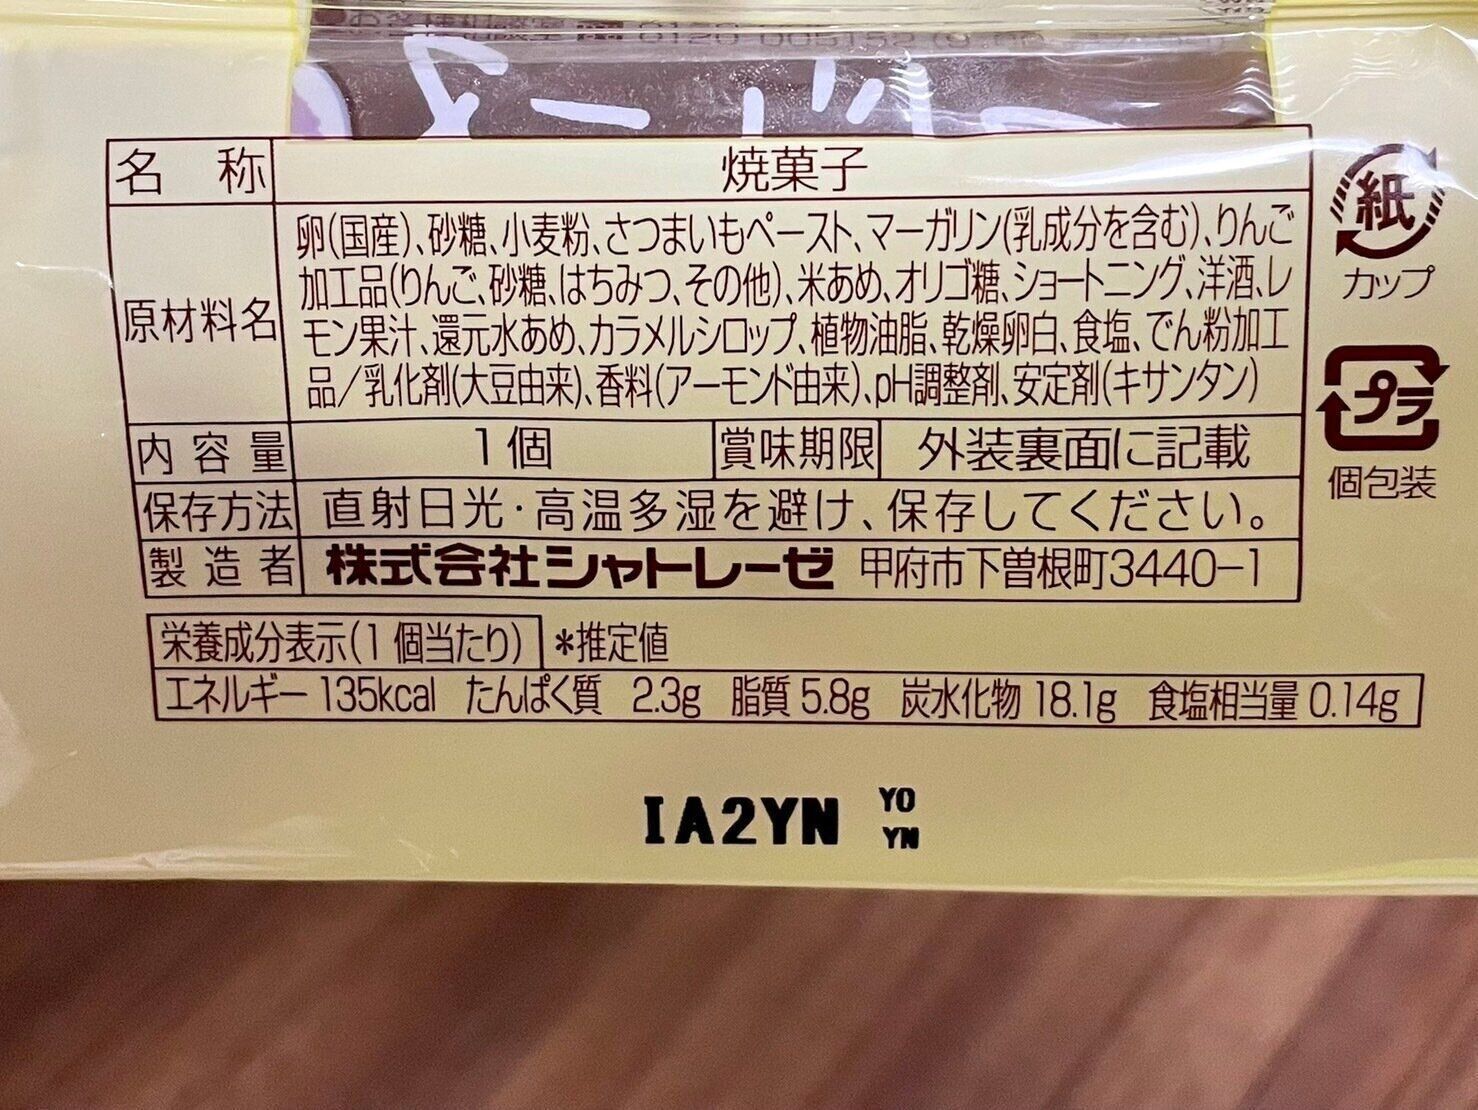 名 称 焼菓子
原材料名
卵(国産)、砂糖、小麦粉、さつまいもペースト、マーガリン(乳成分を含む)、りんご
加工品(りんご、砂糖、はちみつ、その他)、米あめ、オリゴ糖、ショートニング、洋酒、レ
モン果汁、還元水あめ、カラメルシロップ、植物油脂、乾燥卵白、食塩、でん粉加工
品/乳化剤(大豆由来)、香料(アーモンド由来)、pH調整剤、安定剤(キサンタン)
内容量 1個 賞味期限 外装裏面に記載
保存方法 直射日光・高温多湿を避け、保存してください。
製造者 株式会社シャトレーゼ 甲府市下曽根町3440-1
紙
カップ
プラ
個包装
栄養成分表示(1個当たり) *推定値
エネルギー 135kcal たんぱく質 2.3g 脂質 5.8g 炭水化物 18.1g 食塩相当量 0.14g
IA2YN YO
YN